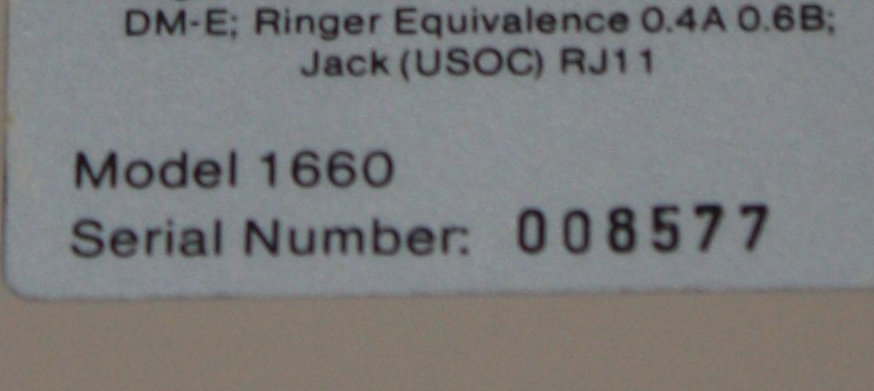 DM-E; Ringer Equivalence 0.4A 0.6B;
Jack (USOC) RJ11
Model 1660
Serial Number: 008577